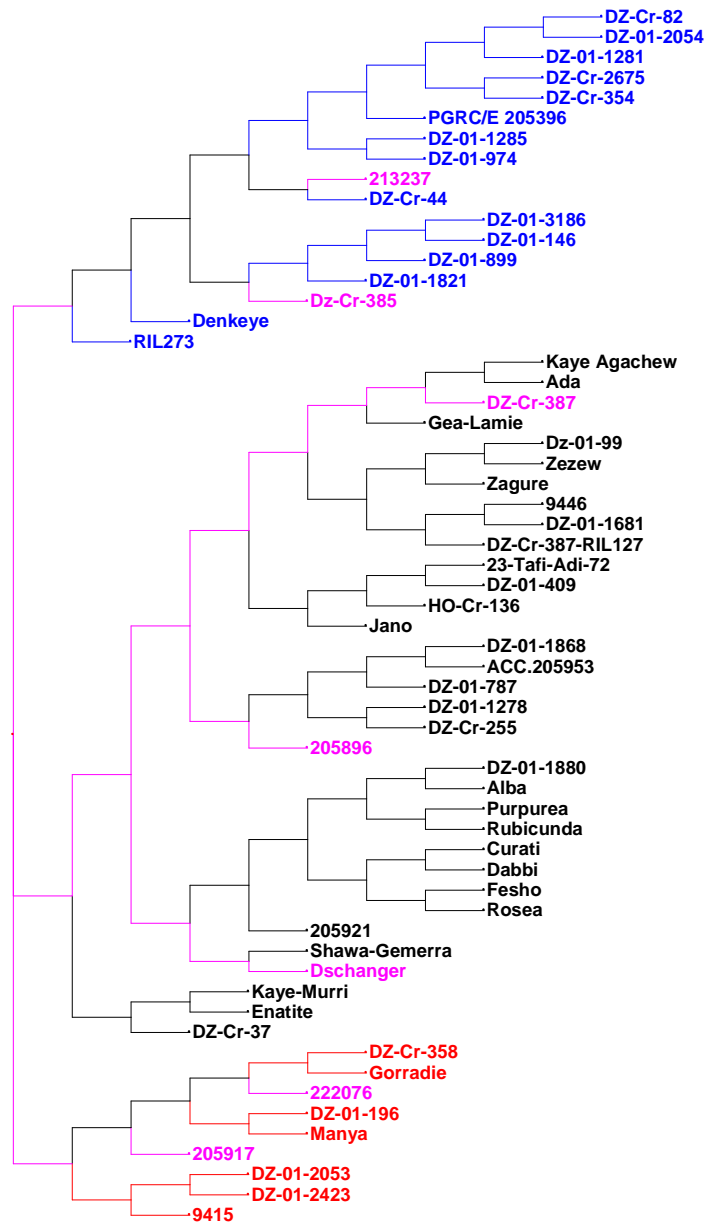 DZ-Cr-82
DZ-01-2054
DZ-01-1281
DZ-Cr-2675
DZ-Cr-354
PGRC/E 205396
DZ-01-1285
DZ-01-974
213237
DZ-Cr-44
DZ-01-3186
DZ-01-146
DZ-01-899
DZ-01-1821
Dz-Cr-385
Denkeye
RIL273
Kaye Agachew
Ada
DZ-Cr-387
Gea-Lamie
Dz-01-99
Zezew
Zagure
9446
DZ-01-1681
DZ-Cr-387-RIL127
23-Tafi-Adi-72
DZ-01-409
HO-Cr-136
Jano
DZ-01-1868
ACC.205953
DZ-01-787
DZ-01-1278
DZ-Cr-255
205896
DZ-01-1880
Alba
Purpurea
Rubicunda
Curati
Dabbi
Fesho
Rosea
205921
Shawa-Gemerra
Dschanger
Kaye-Murri
Enatite
DZ-Cr-37
DZ-Cr-358
Gorradie
222076
DZ-01-196
Manya
205917
DZ-01-2053
DZ-01-2423
9415